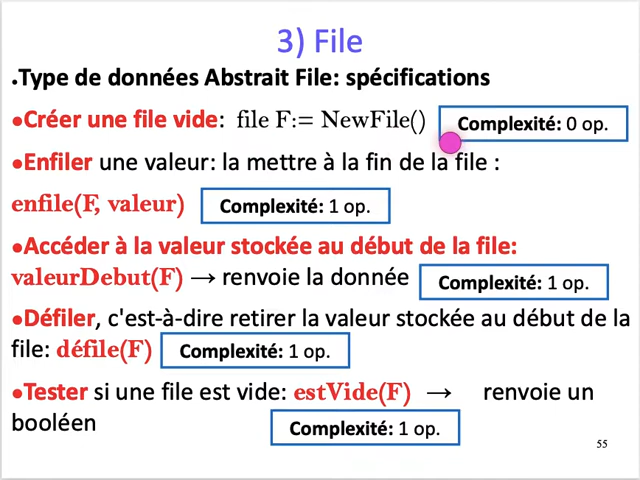 3) File
•Type de données Abstrait File: spécifications
•Créer une file vide: file F:= NewFile() Complexité: 0 op.
•Enfiler une valeur: la mettre à la fin de la file :
enfile(F, valeur) Complexité: 1 op.
•Accéder à la valeur stockée au début de la file:
valeurDebut(F) → renvoie la donnée Complexité: 1 op.
•Défiler, c'est-à-dire retirer la valeur stockée au début de la
file: défile(F) Complexité: 1 op.
•Tester si une file est vide: estVide(F) → renvoie un
booléen Complexité: 1 op.
55